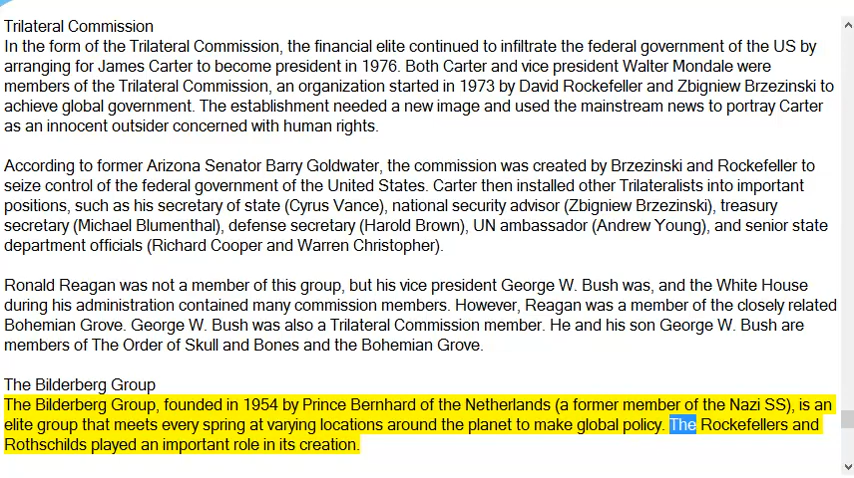 Trilateral Commission
In the form of the Trilateral Commission, the financial elite continued to infiltrate the federal government of the US by
arranging for James Carter to become president in 1976. Both Carter and vice president Walter Mondale were
members of the Trilateral Commission, an organization started in 1973 by David Rockefeller and Zbigniew Brzezinski to
achieve global government. The establishment needed a new image and used the mainstream news to portray Carter
as an innocent outsider concerned with human rights.
According to former Arizona Senator Barry Goldwater, the commission was created by Brzezinski and Rockefeller to
seize control of the federal government of the United States. Carter then installed other Trilateralists into important
positions, such as his secretary of state (Cyrus Vance), national security advisor (Zbigniew Brzezinski), treasury
secretary (Michael Blumenthal), defense secretary (Harold Brown), UN ambassador (Andrew Young), and senior state
department officials (Richard Cooper and Warren Christopher).
Ronald Reagan was not a member of this group, but his vice president George W. Bush was, and the White House
during his administration contained many commission members. However, Reagan was a member of the closely related
Bohemian Grove. George W. Bush was also a Trilateral Commission member. He and his son George W. Bush are
members of The Order of Skull and Bones and the Bohemian Grove.
The Bilderberg Group
The Bilderberg Group, founded in 1954 by Prince Bernhard of the Netherlands (a former member of the Nazi SS), is an
elite group that meets every spring at varying locations around the planet to make global policy. The Rockefellers and
Rothschilds played an important role in its creation.